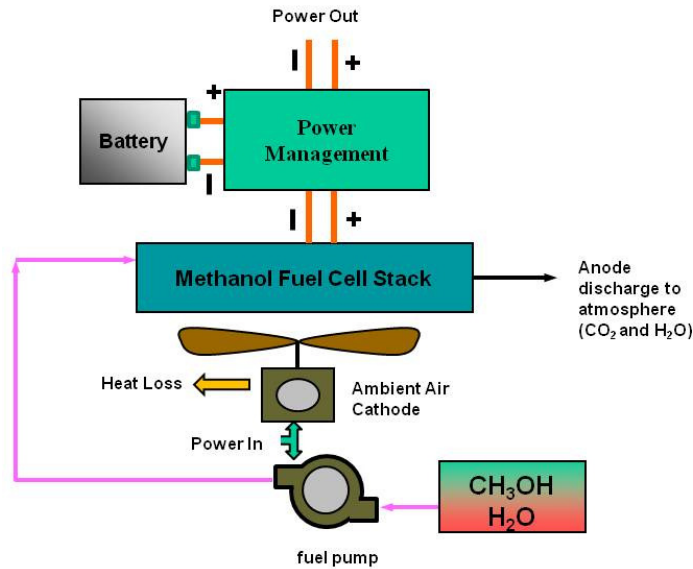 Power Out
I +
+
Battery
Power
Management
I
I +
Methanol Fuel Cell Stack
Anode
discharge to
atmosphere
(CO₂ and H₂O)
Heat Loss
Ambient Air
Cathode
Power In
CH₃OH
H₂O
fuel pump